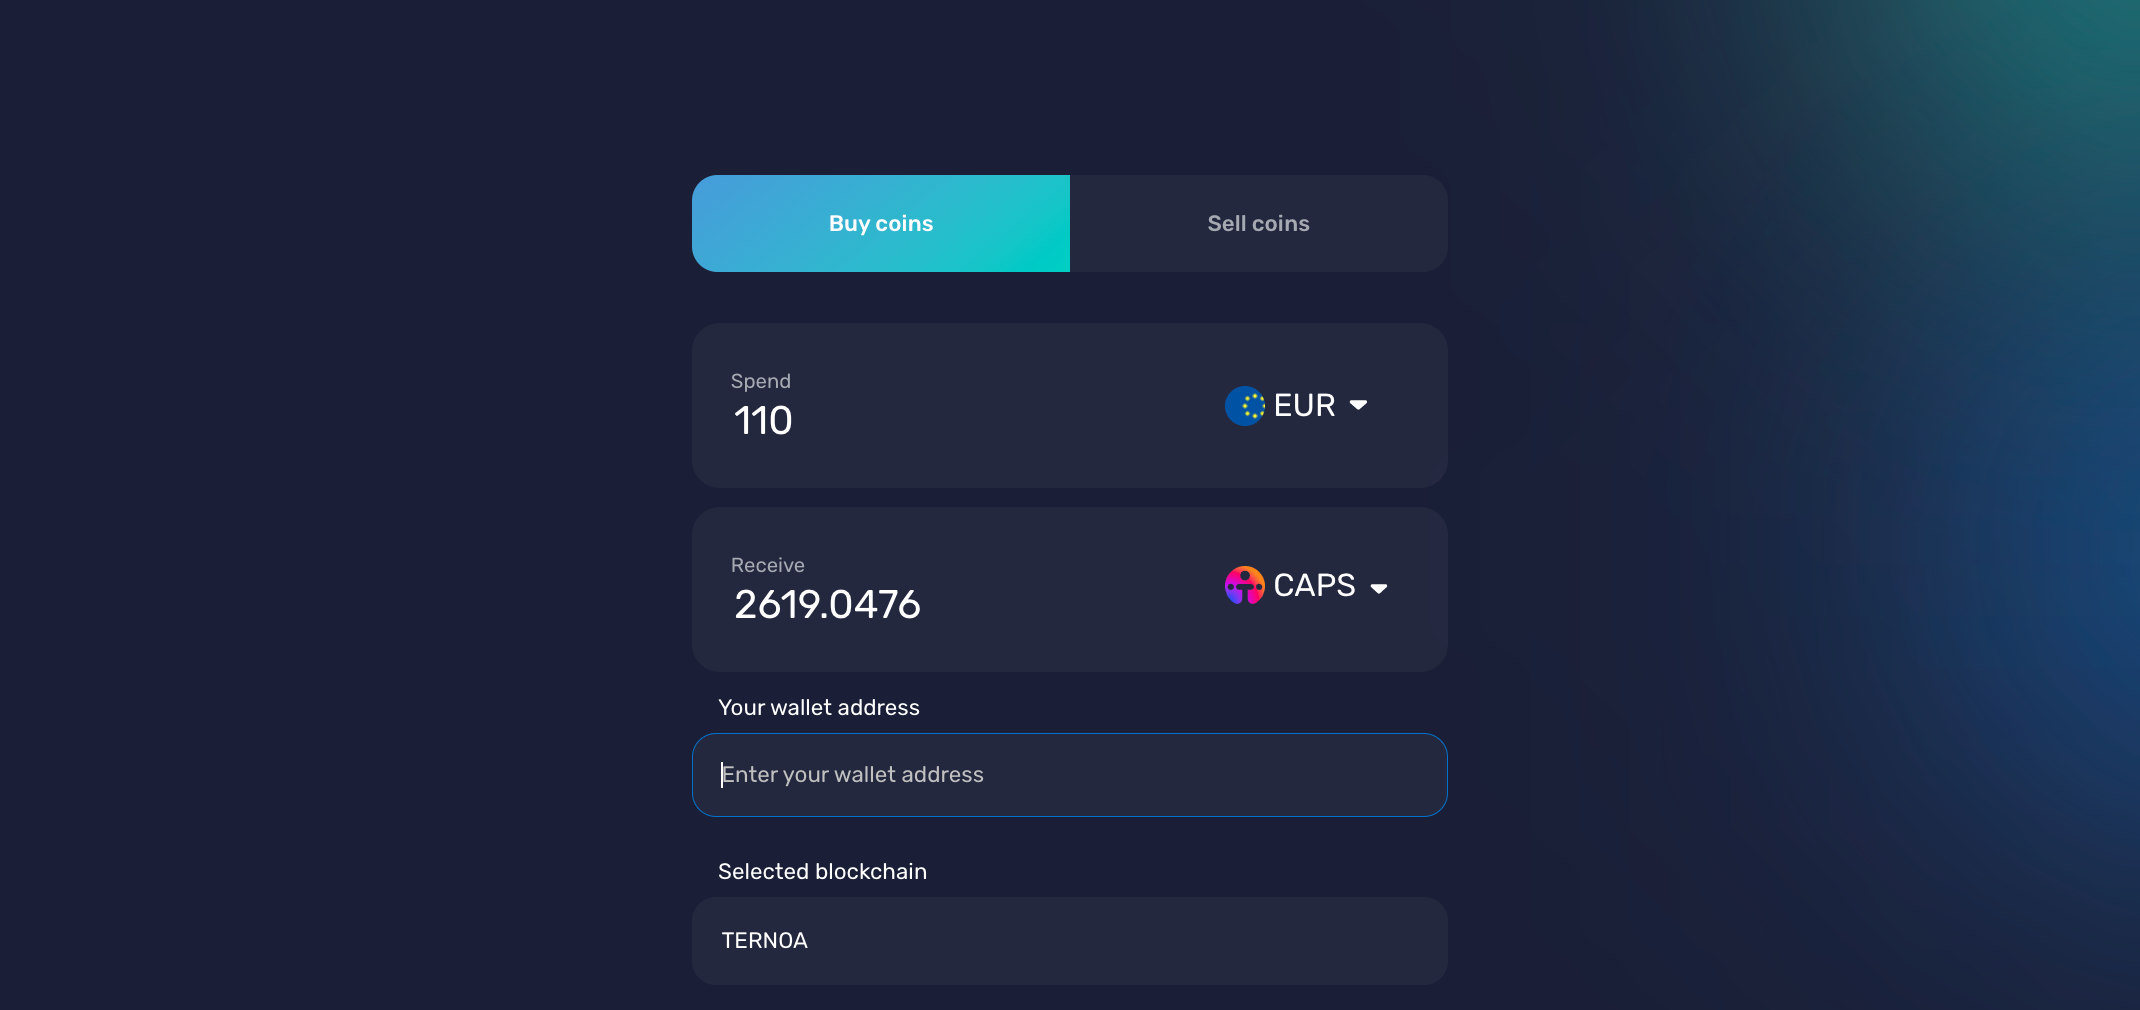 Buy coins
Sell coins
Spend
110
EUR
Receive
2619.0476
CAPS
Your wallet address
Enter your wallet address
Selected blockchain
TERNOA